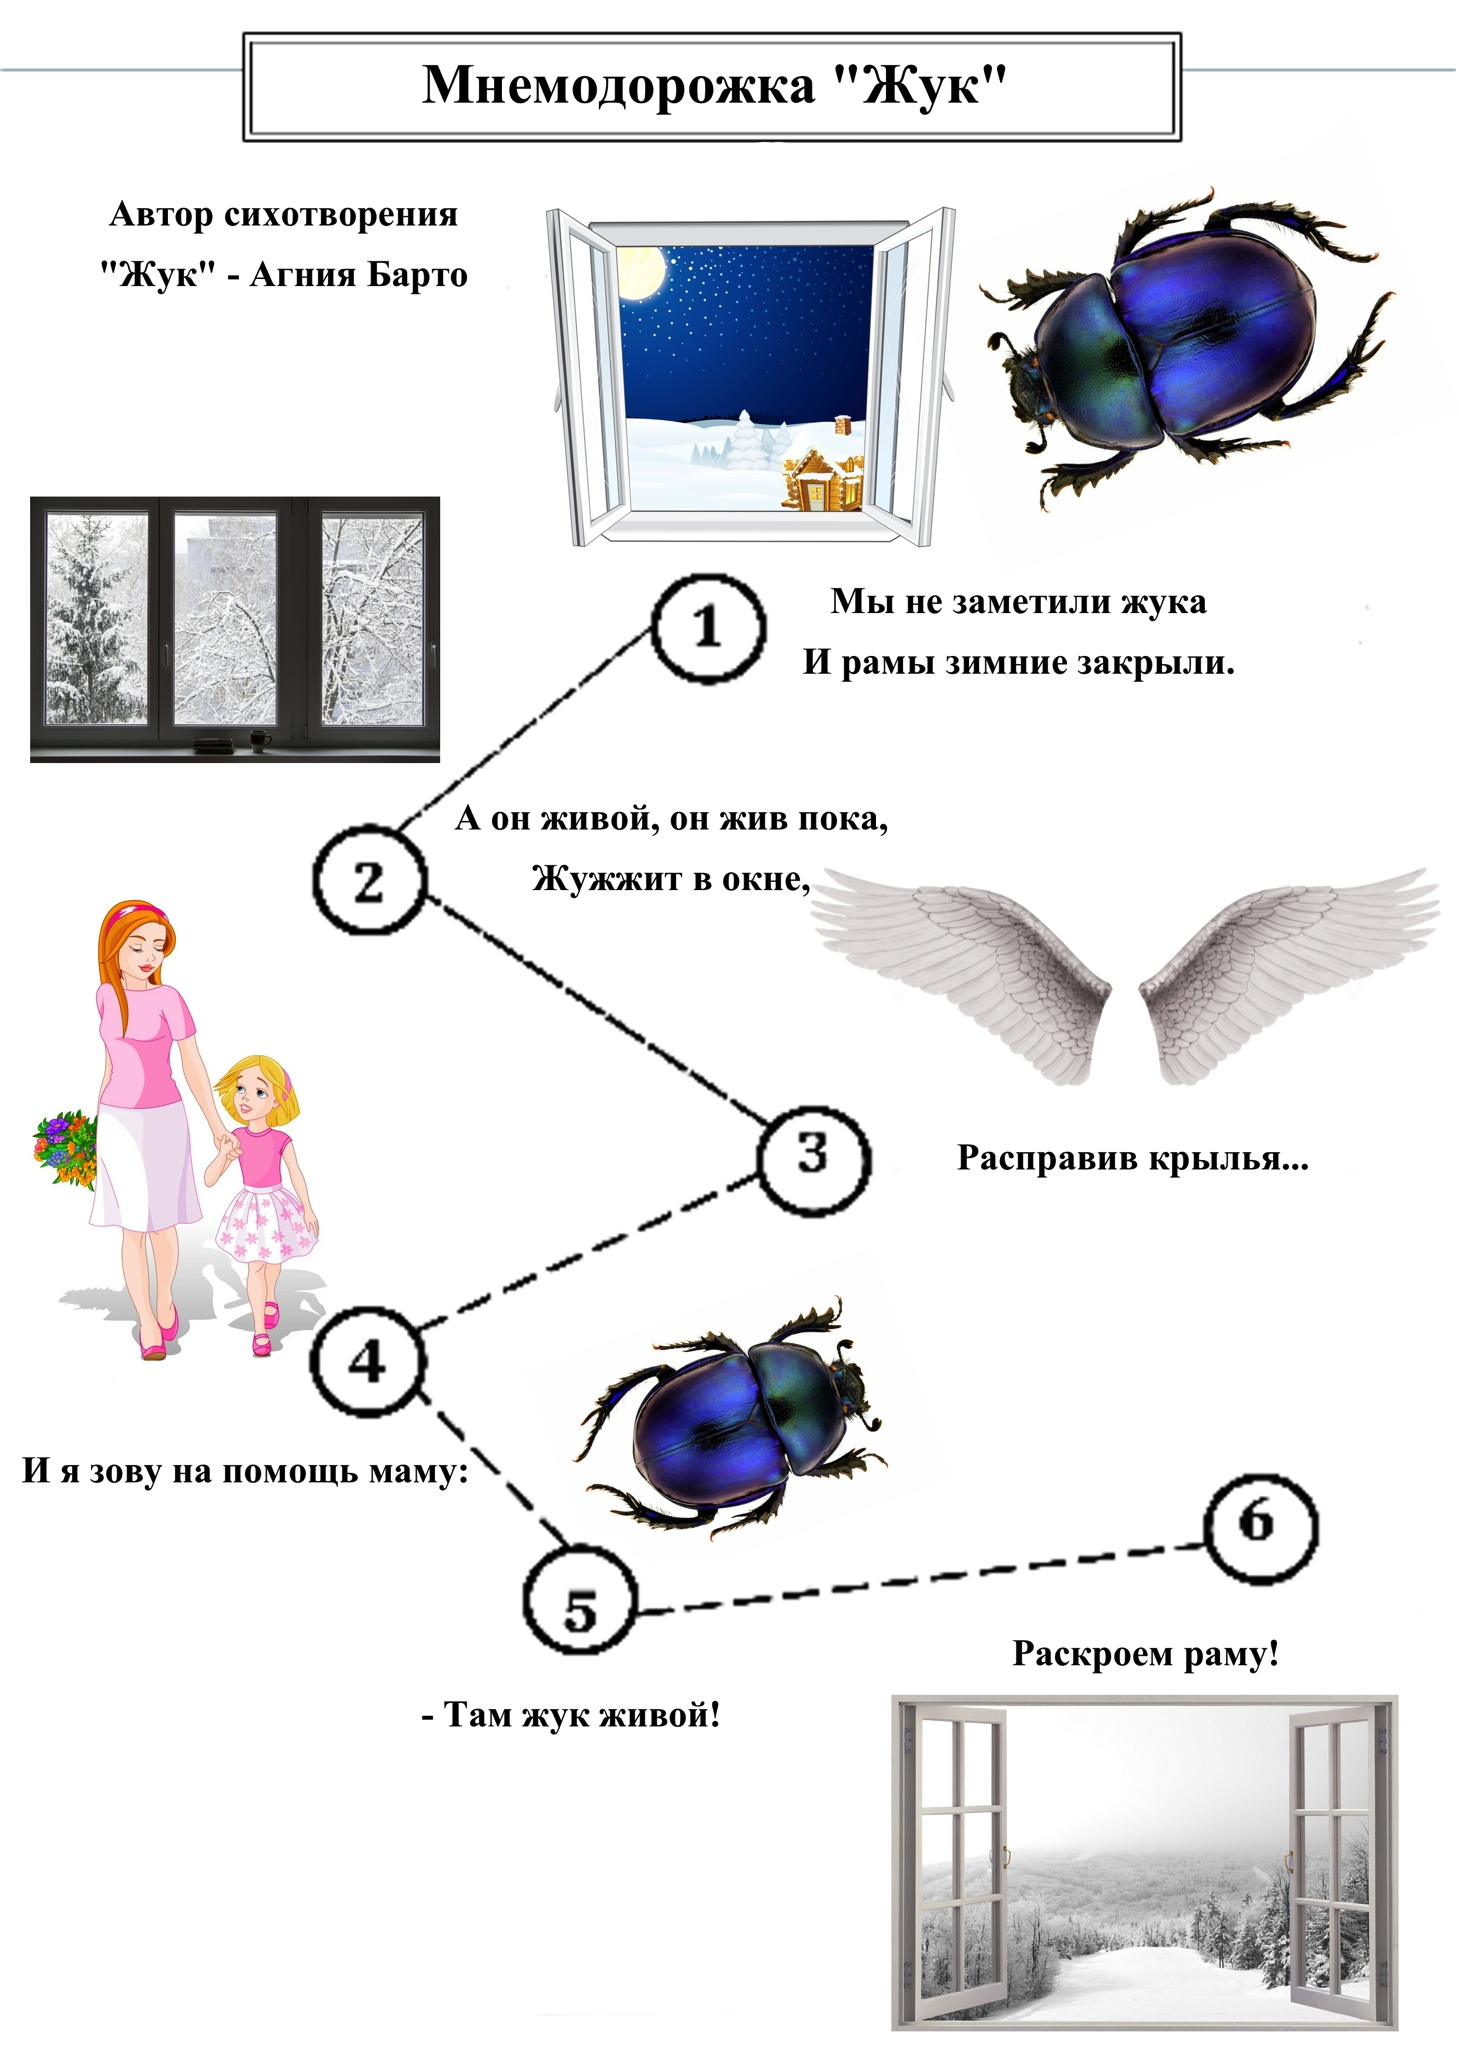 Мнемодорожка "Жук"
Автор сихотворения
"Жук" - Агния Барто
1
Мы не заметили жука
И рамы зимние закрыли.
2
А он живой, он жив пока,
Жужжит в окне,
3
Расправив крылья...
4
И я зову на помощь маму:
5
- Там жук живой!
6
Раскроем раму!